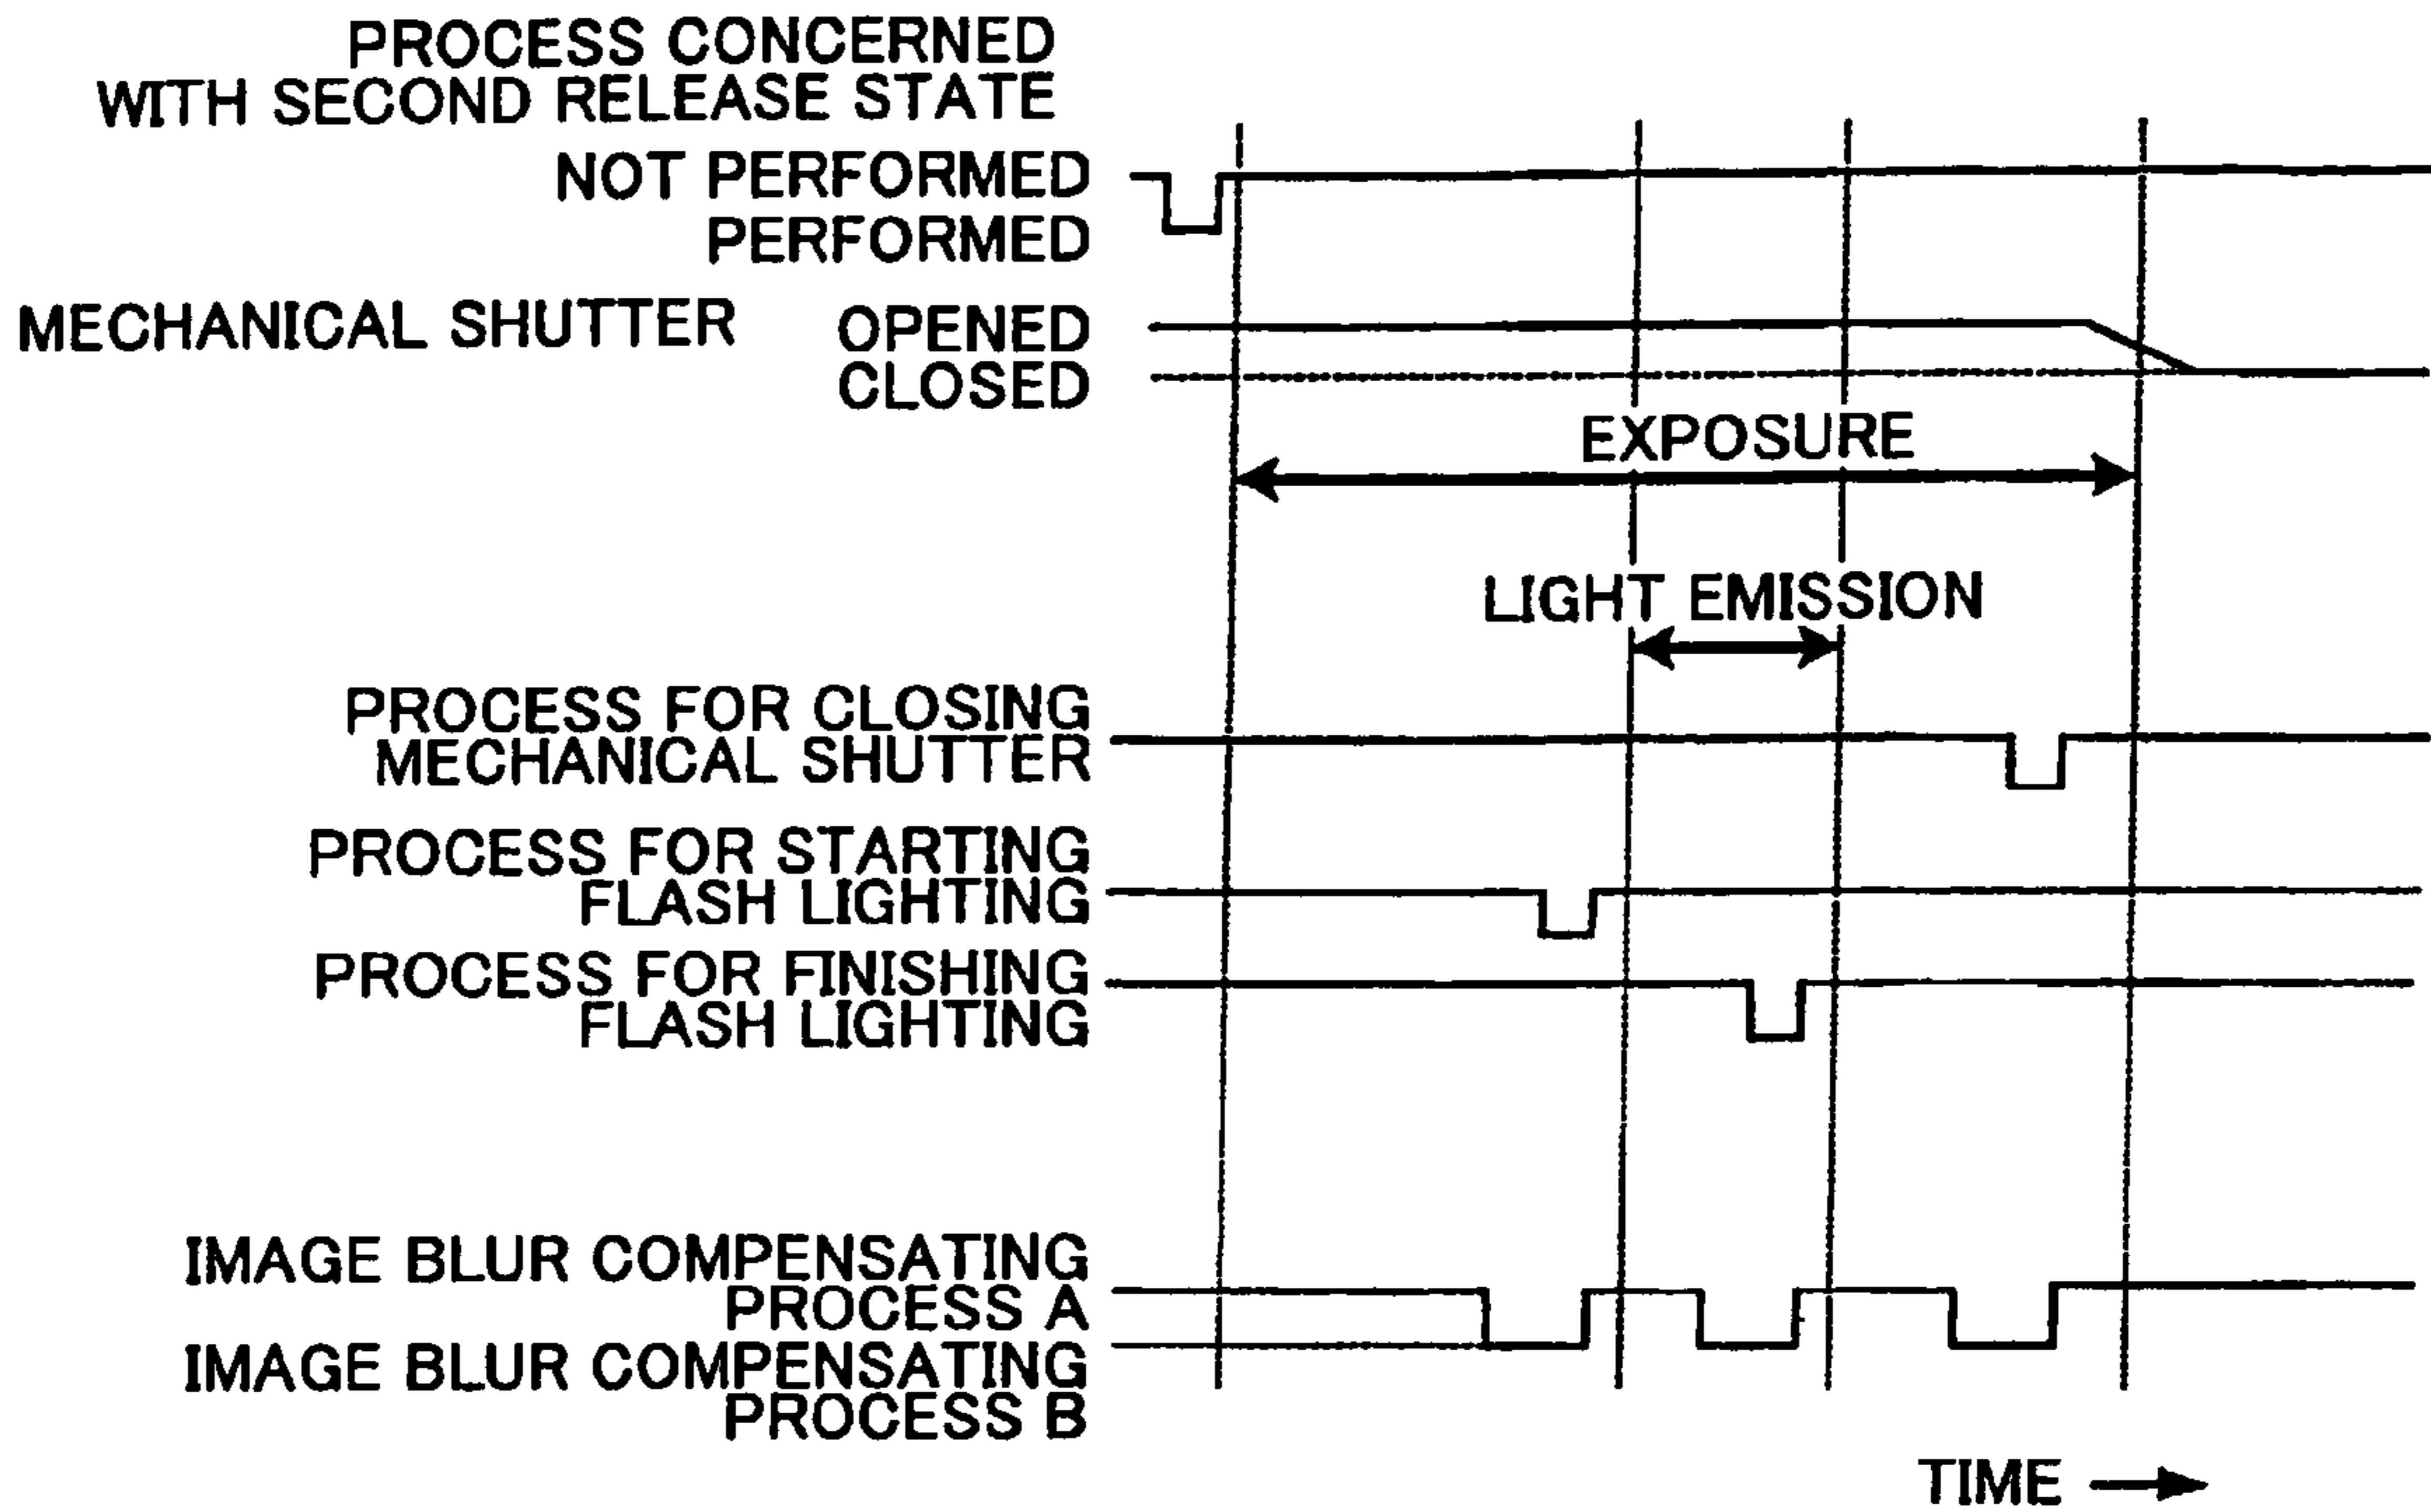 PROCESS CONCERNED
WITH SECOND RELEASE STATE
NOT PERFORMED
PERFORMED
MECHANICAL SHUTTER OPENED
CLOSED
EXPOSURE
LIGHT EMISSION
PROCESS FOR CLOSING
MECHANICAL SHUTTER
PROCESS FOR STARTING
FLASH LIGHTING
PROCESS FOR FINISHING
FLASH LIGHTING
IMAGE BLUR COMPENSATING
PROCESS A
IMAGE BLUR COMPENSATING
PROCESS B
TIME